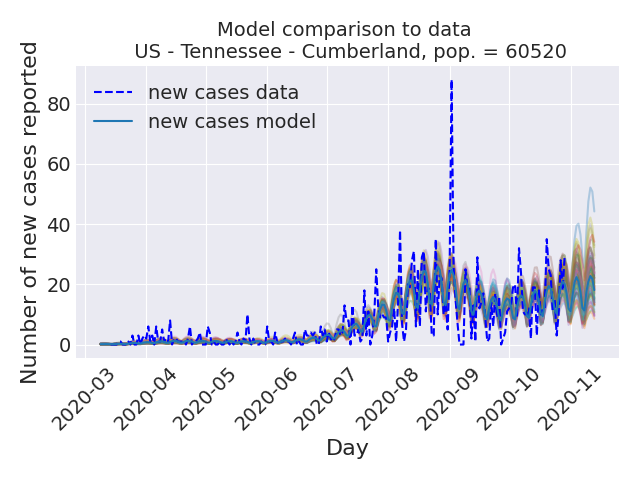 Model comparison to data
US - Tennessee - Cumberland, pop. = 60520
Number of new cases reported
80
60
40
20
0
new cases data
new cases model
2020-03
2020-04
2020-05
2020-06
2020-07
2020-08
2020-09
2020-10
2020-11
Day